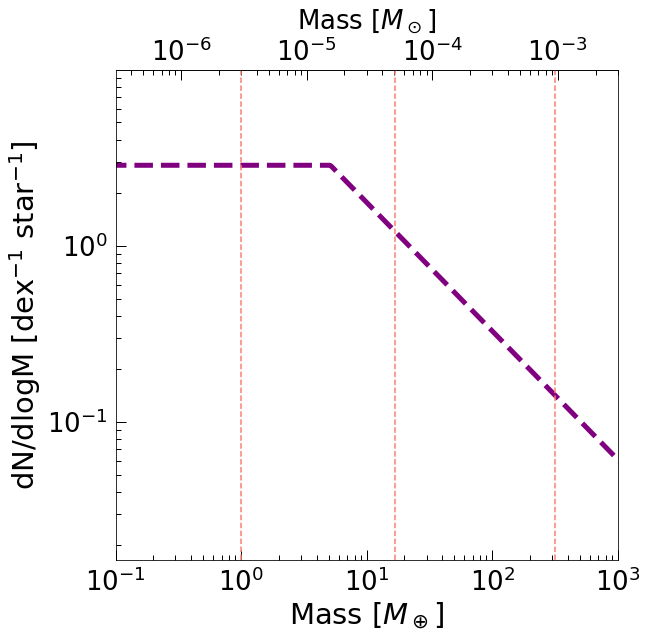 Mass [$M_\odot$]
$10^{-6}$ $10^{-5}$ $10^{-4}$ $10^{-3}$
dN/dlogM [dex$^{-1}$ star$^{-1}$]
$10^{0}$
$10^{-1}$
$10^{-1}$ $10^{0}$ $10^{1}$ $10^{2}$ $10^{3}$
Mass [$M_\oplus$]